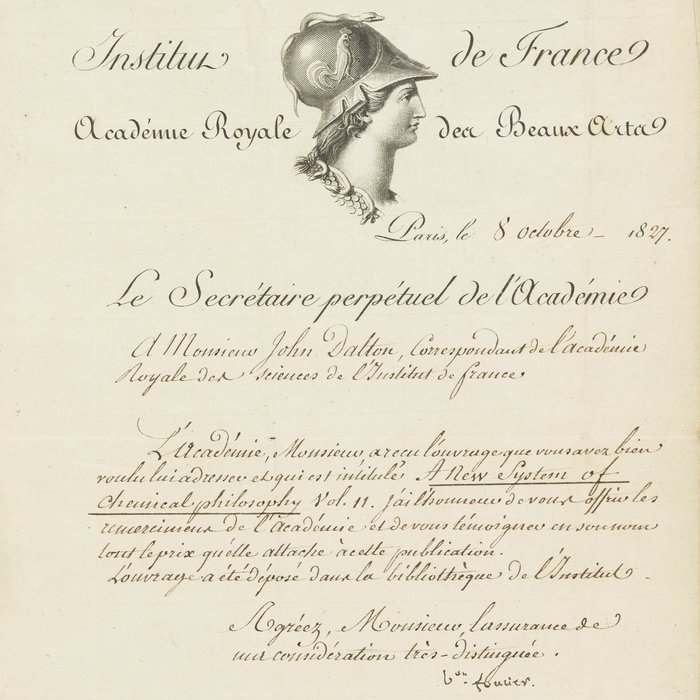 Institut de France
Académie Royale des Beaux Arts
Paris, le 8 octobre 1827.
Le Secrétaire perpétuel de l'Académie
A Monsieur John Dalton, Correspondant de l'académie
Royale des sciences de l'Institut de france
L'Académie, Monsieur a recu l'ouvrage que vous avez bien
voulu lui adresser et qui est intitulé A New System of
Chemical philosophy Vol. 11. J'ai l'honneur de vous offrir les
remercimens de l'académie et de vous témoigner en son nom
tout le prix qu'elle attache à cette publication.
L'ouvrage a été déposé dans la bibliothèque de l'Institut.
Agréez, Monsieur, l'assurance de
ma considération très-distinguée.
bon fourier.